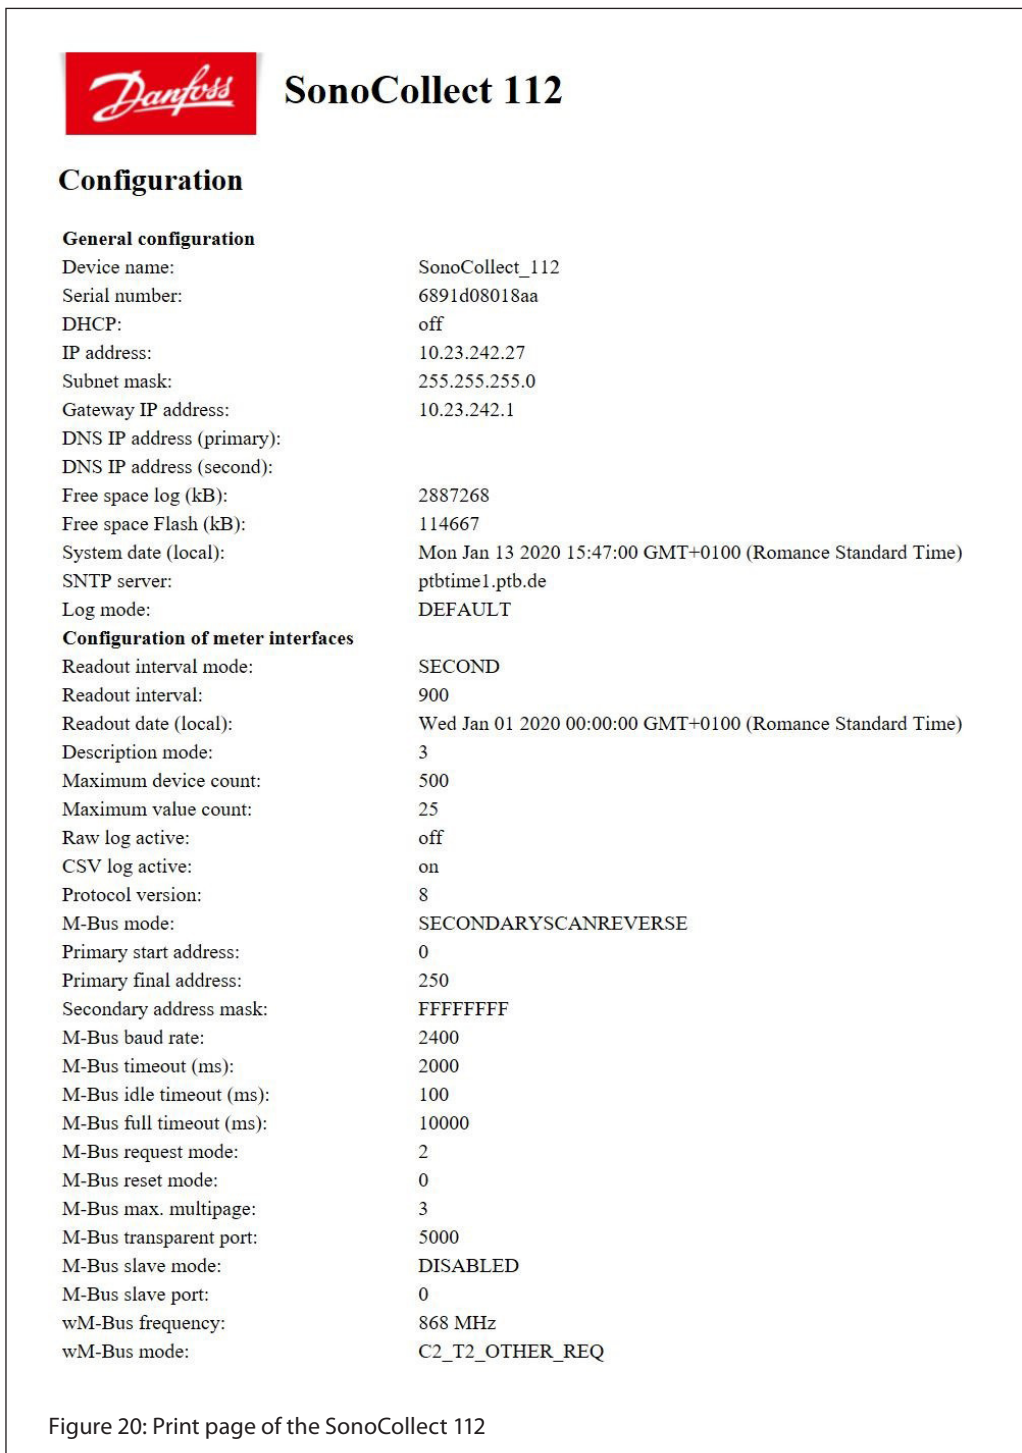 Danfoss SonoCollect 112
Configuration
General configuration
Device name: SonoCollect_112
Serial number: 6891d08018aa
DHCP: off
IP address: 10.23.242.27
Subnet mask: 255.255.255.0
Gateway IP address: 10.23.242.1
DNS IP address (primary):
DNS IP address (second):
Free space log (kB): 2887268
Free space Flash (kB): 114667
System date (local): Mon Jan 13 2020 15:47:00 GMT+0100 (Romance Standard Time)
SNTP server: ptbtime1.ptb.de
Log mode: DEFAULT
Configuration of meter interfaces
Readout interval mode: SECOND
Readout interval: 900
Readout date (local): Wed Jan 01 2020 00:00:00 GMT+0100 (Romance Standard Time)
Description mode: 3
Maximum device count: 500
Maximum value count: 25
Raw log active: off
CSV log active: on
Protocol version: 8
M-Bus mode: SECONDARYSCANREVERSE
Primary start address: 0
Primary final address: 250
Secondary address mask: FFFFFFFF
M-Bus baud rate: 2400
M-Bus timeout (ms): 2000
M-Bus idle timeout (ms): 100
M-Bus full timeout (ms): 10000
M-Bus request mode: 2
M-Bus reset mode: 0
M-Bus max. multipage: 3
M-Bus transparent port: 5000
M-Bus slave mode: DISABLED
M-Bus slave port: 0
wM-Bus frequency: 868 MHz
wM-Bus mode: C2_T2_OTHER_REQ
Figure 20: Print page of the SonoCollect 112